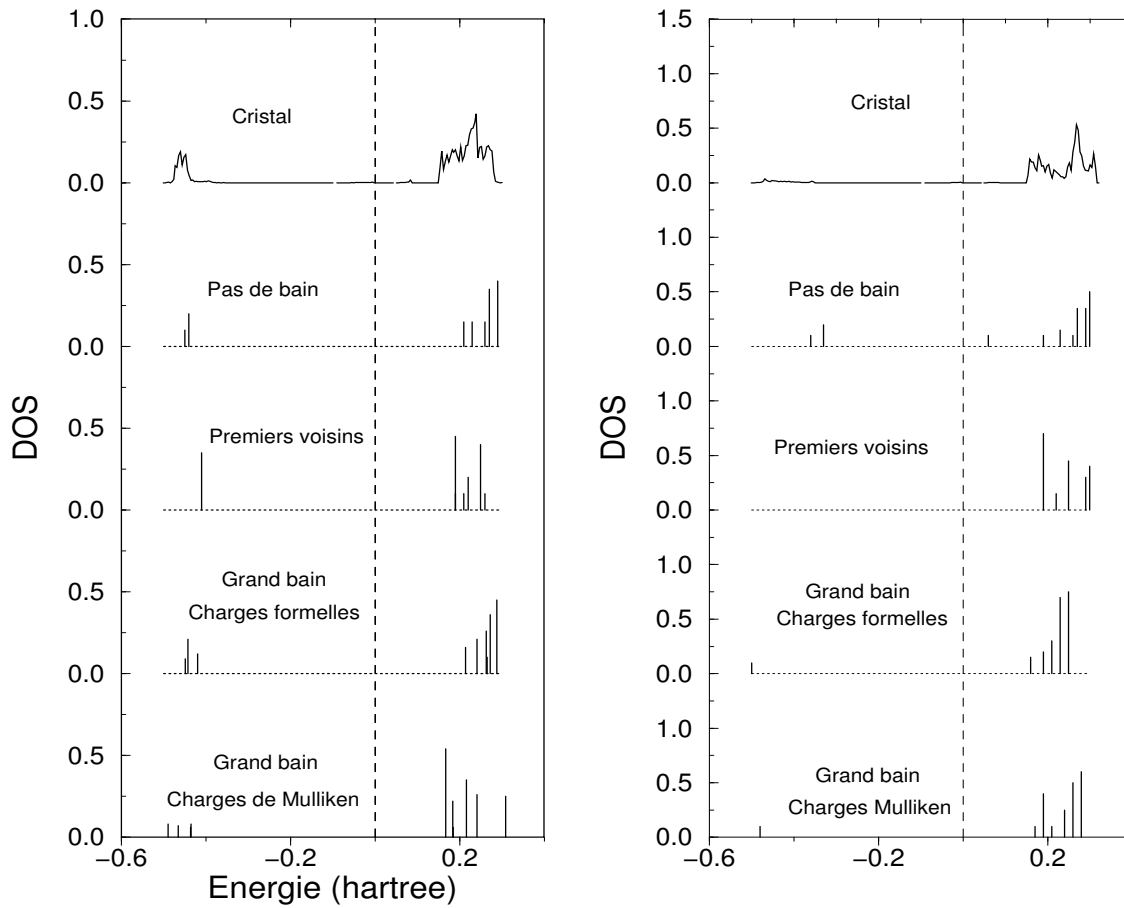 1.0
0.5
0.0
0.5
0.0
0.5
0.0
0.5
0.0
0.5
0.0
DOS
Cristal
Pas de bain
Premiers voisins
Grand bain
Charges formelles
Grand bain
Charges de Mulliken
−0.6
−0.2
0.2
Energie (hartree)
1.5
1.0
0.5
0.0
1.0
0.5
0.0
1.0
0.5
0.0
1.0
0.5
0.0
1.0
0.5
0.0
DOS
Cristal
Pas de bain
Premiers voisins
Grand bain
Charges formelles
Grand bain
Charges Mulliken
−0.6
−0.2
0.2